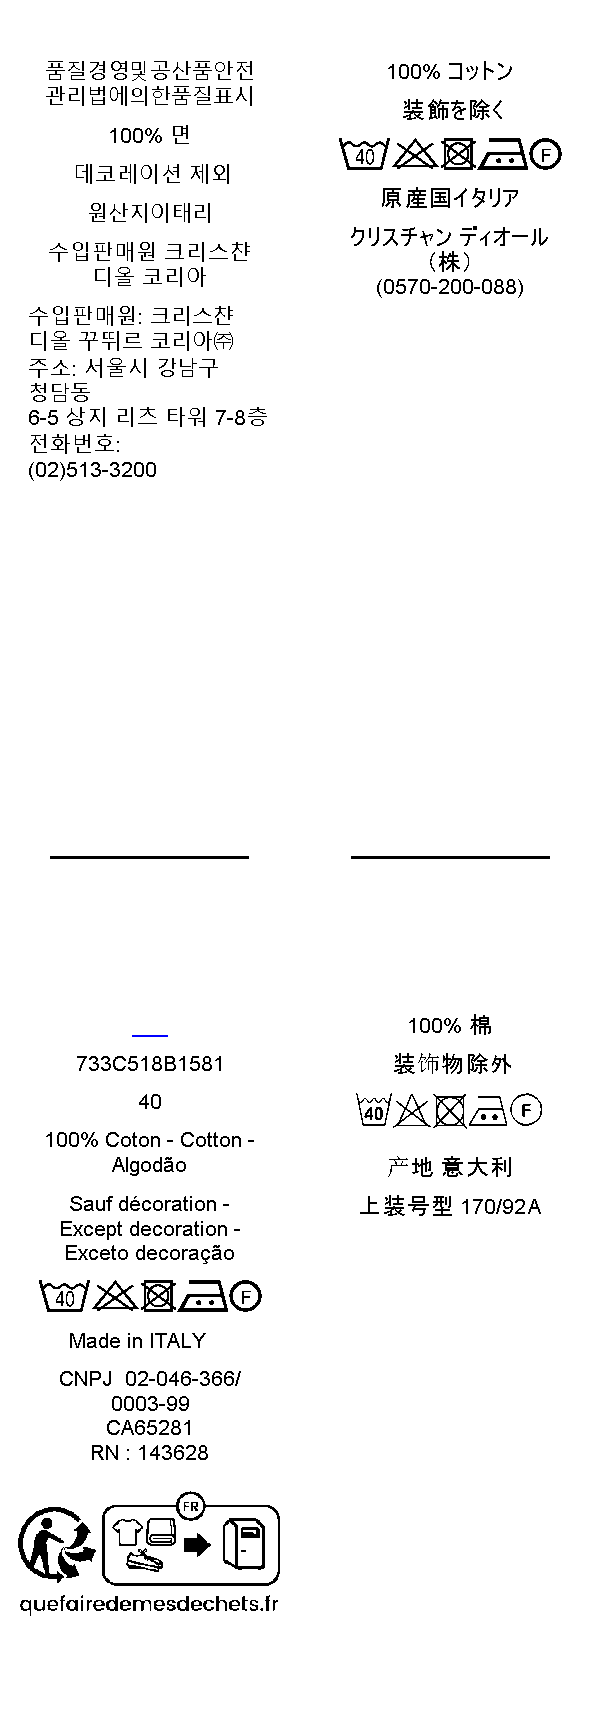 품질경영및공산품안전
관리법에의한품질표시
100% 면
데코레이션 제외
원산지이태리
수입판매원 크리스챤
디올 코리아
수입판매원: 크리스챤
디올 꾸뛰르 코리아㈜
주소: 서울시 강남구
청담동
6-5 상지 리츠 타워 7-8층
전화번호:
(02)513-3200
100% コットン
装飾を除く
40 F
原産国イタリア
クリスチャン ディオール
（株）
(0570-200-088)
733C518B1581
40
100% Coton - Cotton -
Algodão
Sauf décoration -
Except decoration -
Exceto decoração
40 F
Made in ITALY
CNPJ 02-046-366/
0003-99
CA65281
RN : 143628
FR
quefairedemesdechets.fr
100% 棉
装饰物除外
40 F
产地 意大利
上装号型 170/92A